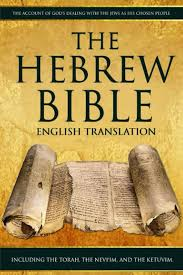 THE ACCOUNT OF GOD'S DEALING WITH THE JEWS AS HIS CHOSEN PEOPLE
THE
HEBREW
BIBLE
ENGLISH TRANSLATION
INCLUDING THE TORAH, THE NEVI'IM, AND THE KETUVIM.